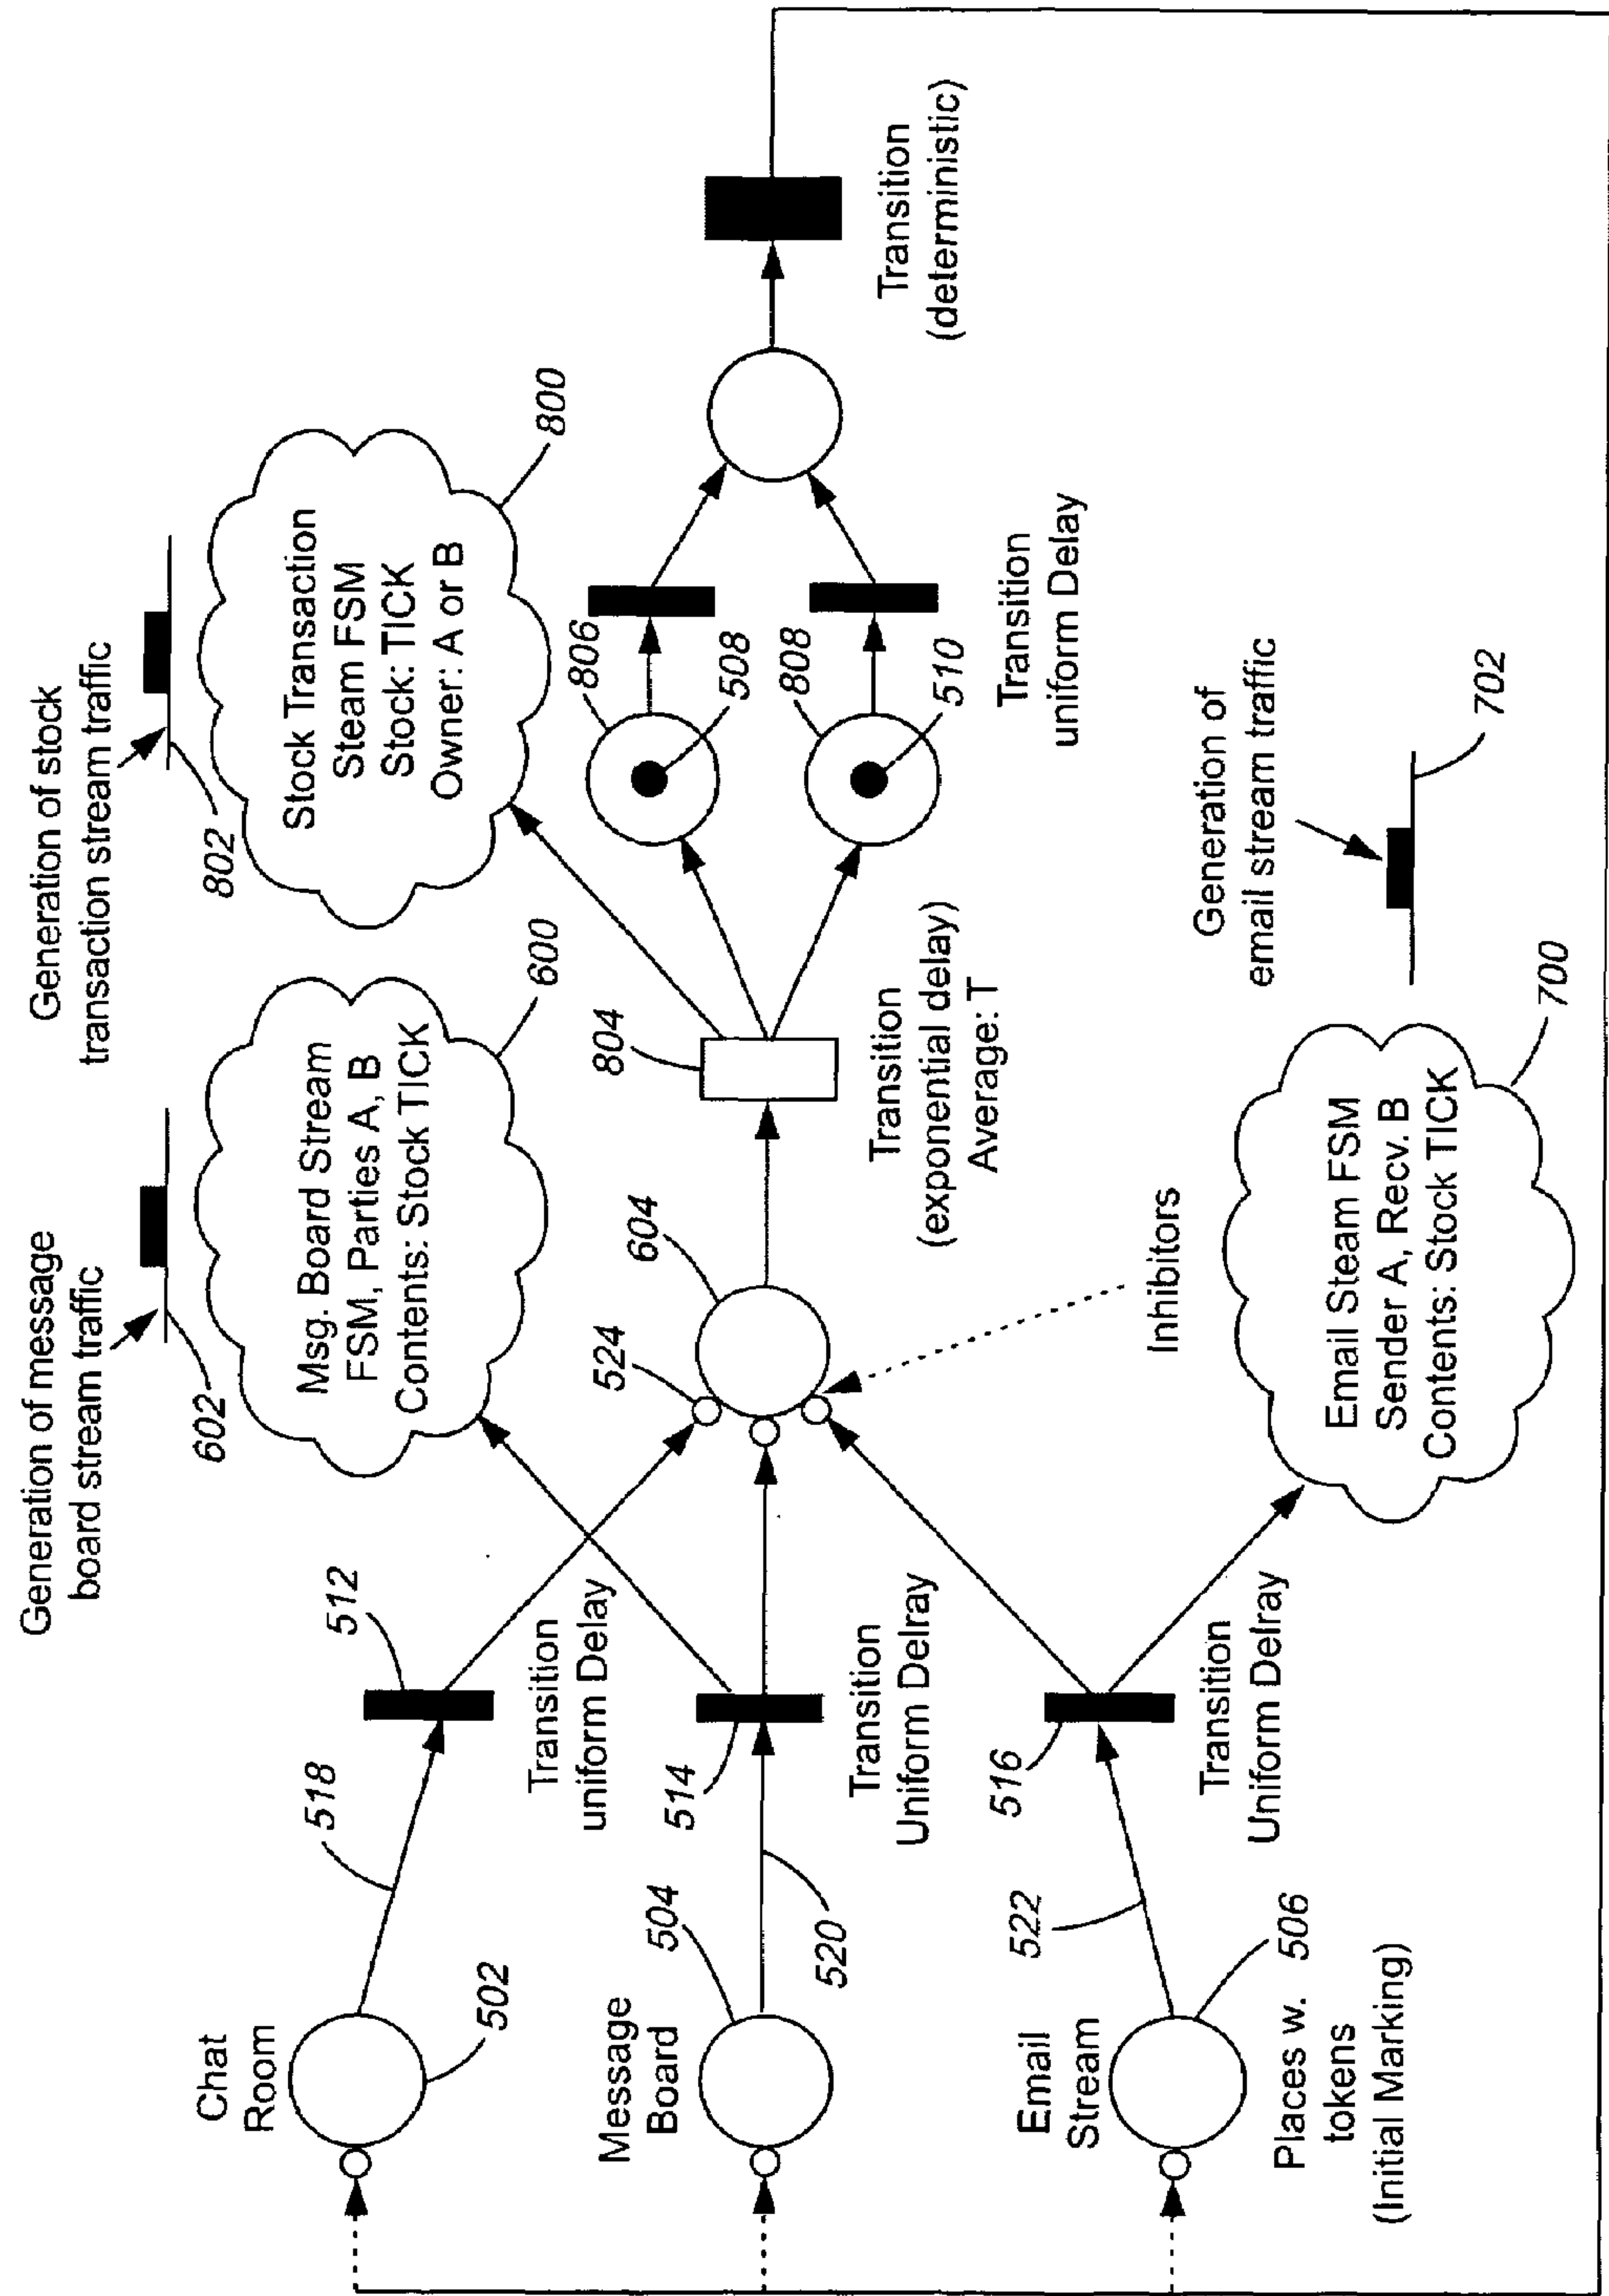 Generation of message
board stream traffic
602
Msg. Board Stream
FSM, Parties A, B
Contents: Stock TICK
600
Generation of stock
transaction stream traffic
802
Stock Transaction
Steam FSM
Stock: TICK
Owner: A or B
800
Chat
Room
502
518
512
Transition
uniform Delay
Message
Board
504
520
514
Transition
Uniform Delray
Email
Stream
506
Places w.
tokens
(Initial Marking)
522
516
Transition
Uniform Delray
524
604
Inhibitors
804
Transition
(exponential delay)
Average: T
806
508
808
510
Transition
uniform Delay
Transition
(deterministic)
Email Steam FSM
Sender A, Recv. B
Contents: Stock TICK
700
Generation of
email stream traffic
702